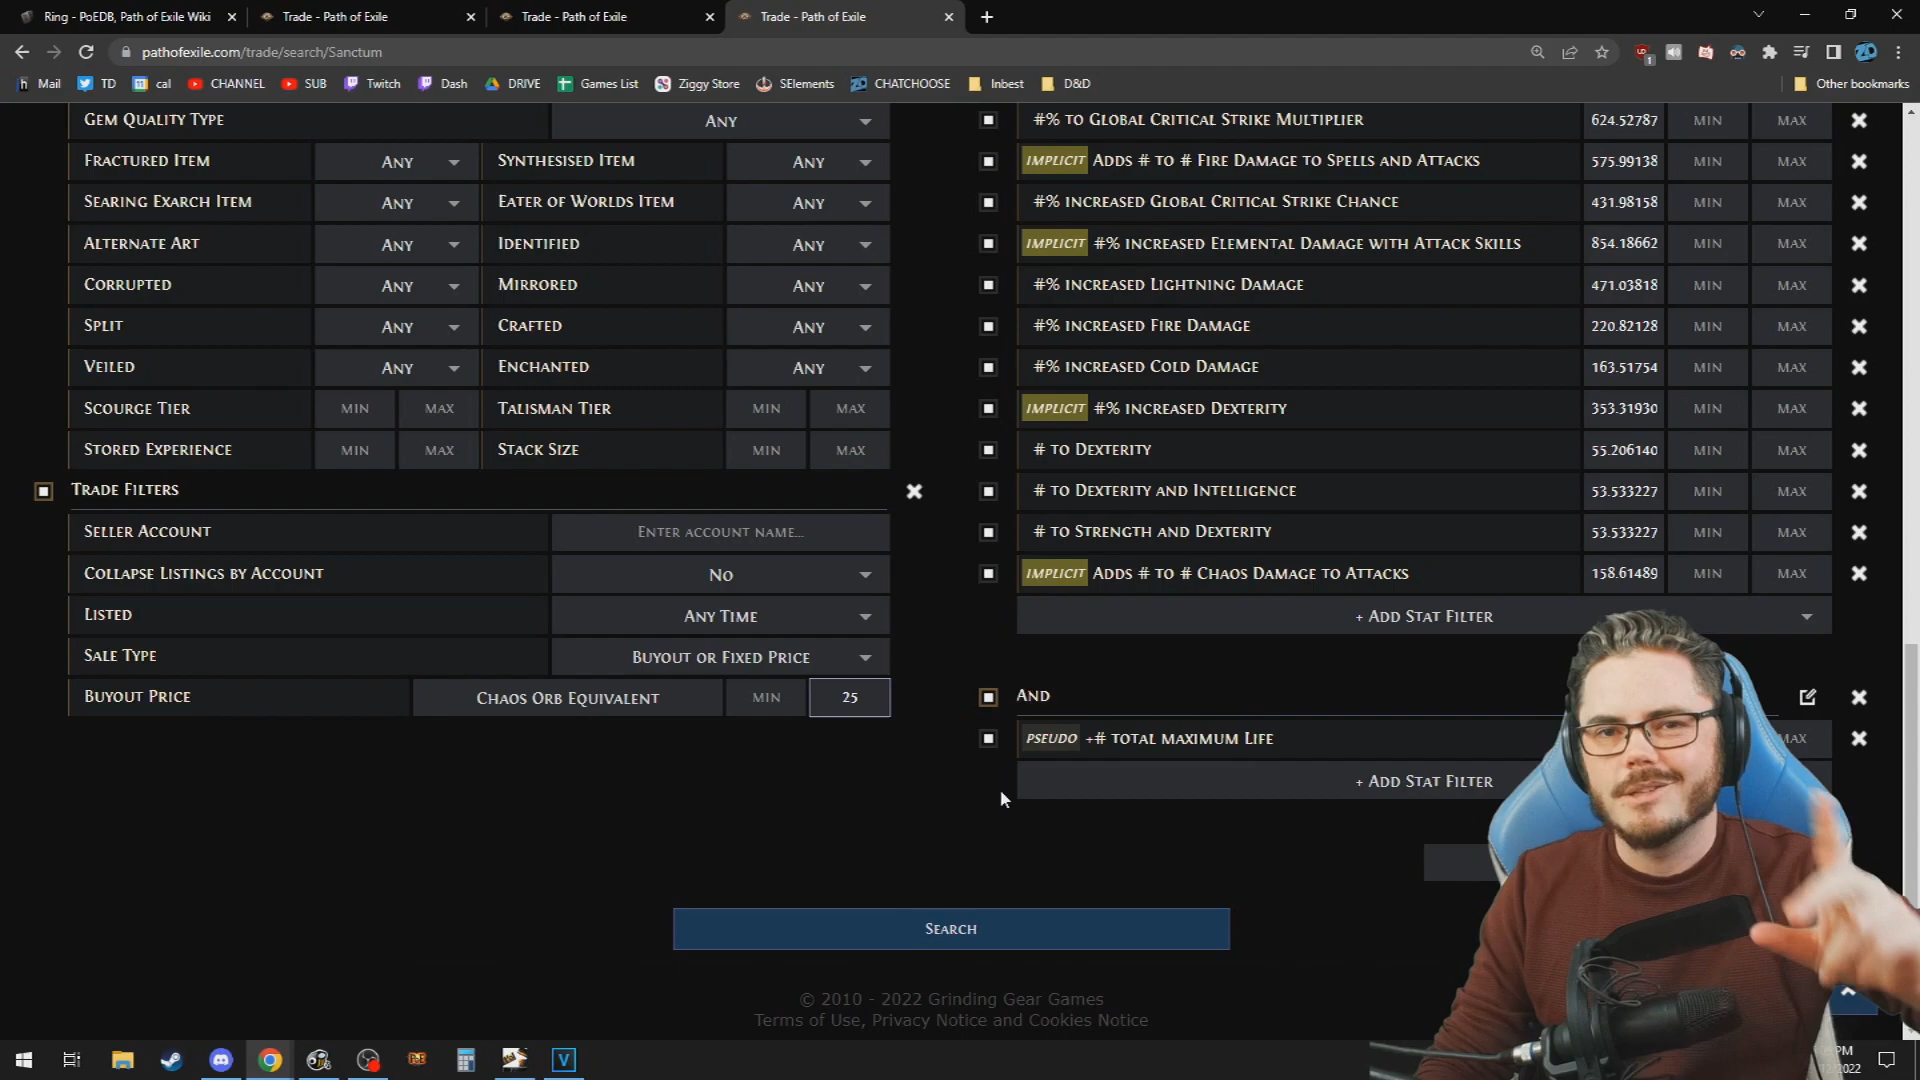 Ring - PoEDB, Path of Exile Wiki
Trade - Path of Exile
Trade - Path of Exile
Trade - Path of Exile
pathofexile.com/trade/search/Sanctum
Mail
TD
cal
CHANNEL
SUB
Twitch
Dash
DRIVE
Games List
Ziggy Store
SElements
CHATCHOOSE
Inbest
D&D
Other bookmarks
Gem Quality Type Any
Fractured Item Any Synthesised Item Any
Searing Exarch Item Any Eater of Worlds Item Any
Alternate Art Any Identified Any
Corrupted Any Mirrored Any
Split Any Crafted Any
Veiled Any Enchanted Any
Scourge Tier MIN MAX Talisman Tier MIN MAX
Stored Experience MIN MAX Stack Size MIN MAX
Trade Filters
Seller Account Enter account name...
Collapse Listings by Account No
Listed Any Time
Sale Type Buyout or Fixed Price
Buyout Price Chaos Orb Equivalent MIN 25
#% to Global Critical Strike Multiplier 624.52787 MIN MAX
IMPLICIT Adds # to # Fire Damage to Spells and Attacks 575.99138 MIN MAX
#% increased Global Critical Strike Chance 431.98158 MIN MAX
IMPLICIT #% increased Elemental Damage with Attack Skills 854.18662 MIN MAX
#% increased Lightning Damage 471.03818 MIN MAX
#% increased Fire Damage 220.82128 MIN MAX
#% increased Cold Damage 163.51754 MIN MAX
IMPLICIT #% increased Dexterity 353.31930 MIN MAX
# to Dexterity 55.206140 MIN MAX
# to Dexterity and Intelligence 53.533227 MIN MAX
# to Strength and Dexterity 53.533227 MIN MAX
IMPLICIT Adds # to # Chaos Damage to Attacks 158.61489 MIN MAX
+ Add Stat Filter
And
PSEUDO +# total maximum Life MAX
+ Add Stat Filter
Search
© 2010 - 2022 Grinding Gear Games
Terms of Use, Privacy Notice and Cookies Notice
PM